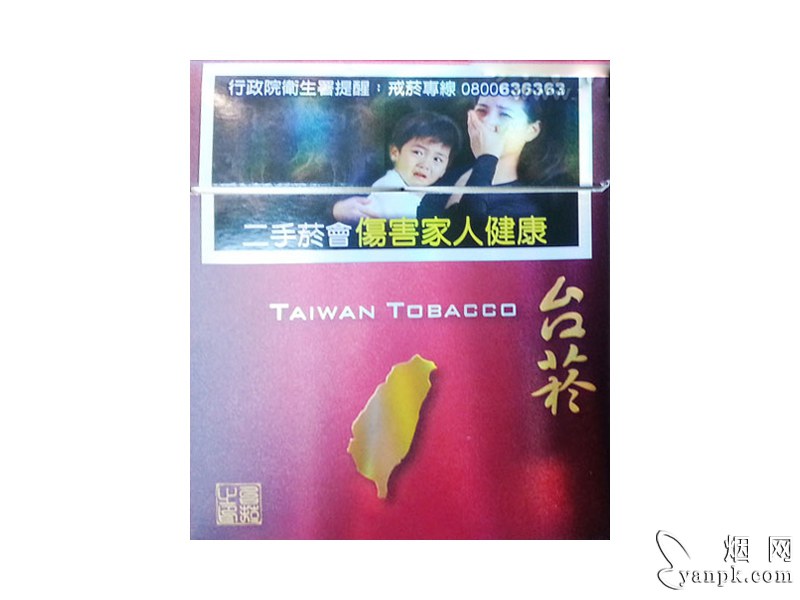 行政院衛生署提醒：戒菸專線 0800636363
二手菸會傷害家人健康
TAIWAN TOBACCO
台菸
烟网
yanpk.com